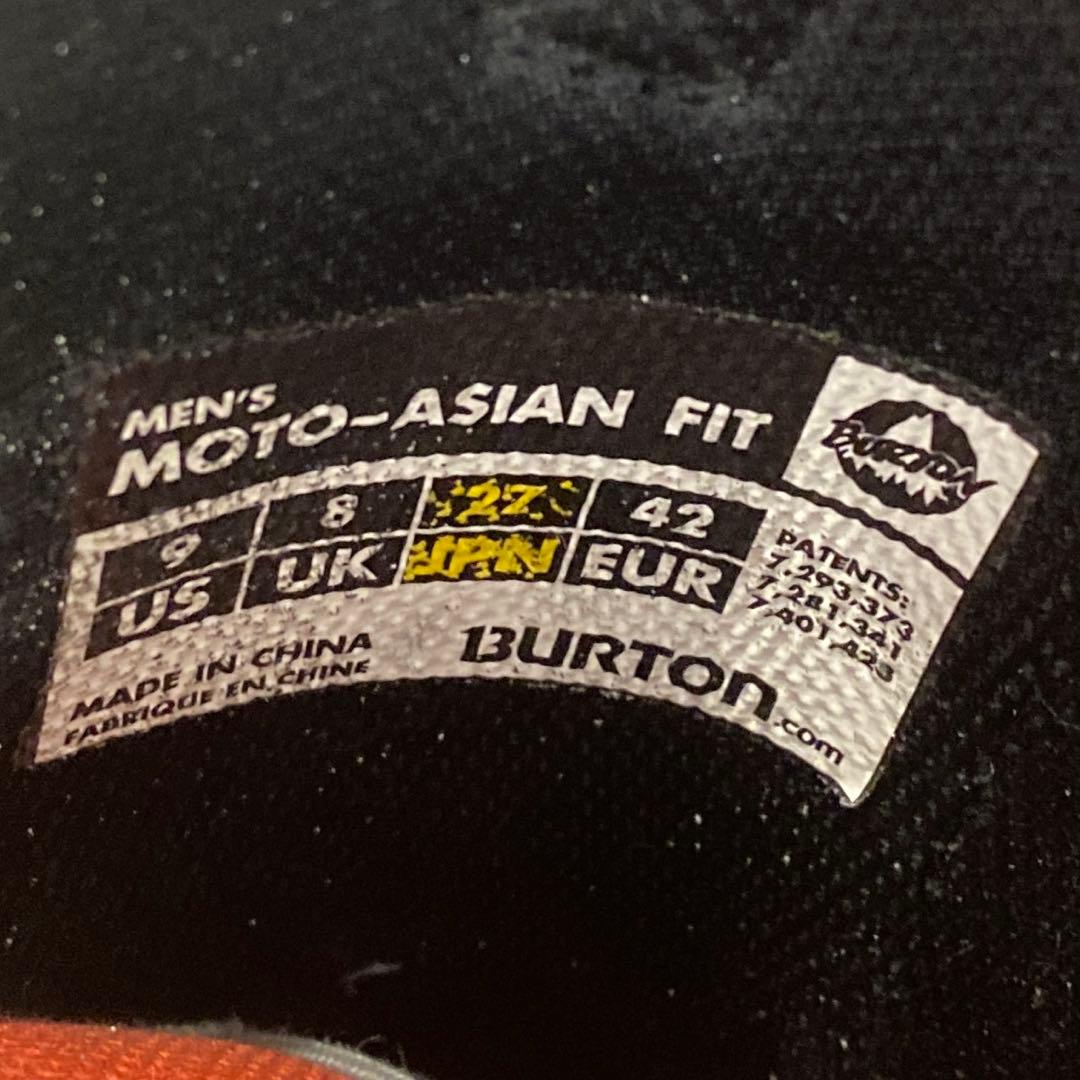 MEN'S
MOTO-ASIAN FIT
BURTON
9 8 27 42
US UK JPN EUR
PATENTS:
7,293,373
7,281,341
7,401,423
MADE IN CHINA
FABRIQUE EN CHINE
BURTON.com